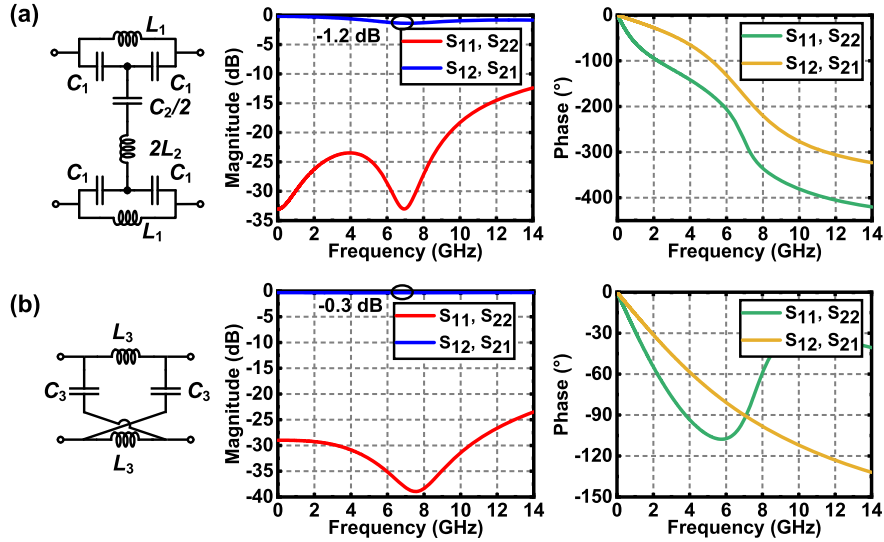 (a)
L1
C1 C1
C2/2
2L2
C1 C1
L1
Magnitude (dB)
0
-5
-10
-15
-20
-25
-30
-35
-1.2 dB
S11, S22
S12, S21
0 2 4 6 8 10 12 14
Frequency (GHz)
Phase (°)
0
-100
-200
-300
-400
S11, S22
S12, S21
0 2 4 6 8 10 12 14
Frequency (GHz)
(b)
L3
C3 C3
L3
Magnitude (dB)
0
-5
-10
-15
-20
-25
-30
-35
-40
-0.3 dB
S11, S22
S12, S21
0 2 4 6 8 10 12 14
Frequency (GHz)
Phase (°)
0
-30
-60
-90
-120
-150
S11, S22
S12, S21
0 2 4 6 8 10 12 14
Frequency (GHz)